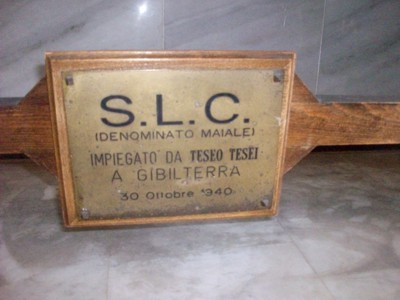 S.L.C.
(DENOMINATO MAIALE)
IMPIEGATO DA TESEO TESEI
A GIBILTERRA
30 Ottobre 1940